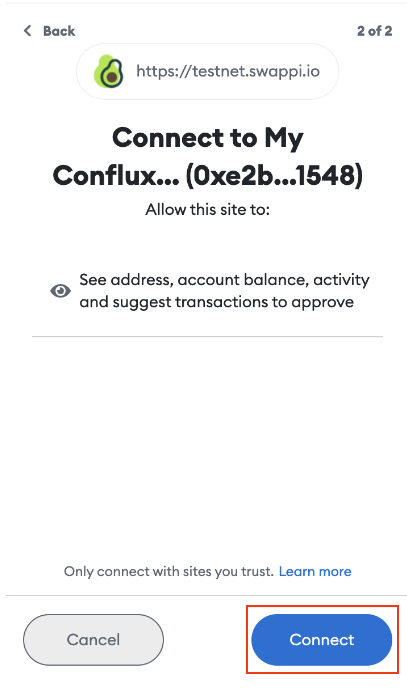 Back
2 of 2
https://testnet.swappi.io
Connect to My
Conflux... (0xe2b...1548)
Allow this site to:
See address, account balance, activity
and suggest transactions to approve
Only connect with sites you trust. Learn more
Cancel
Connect